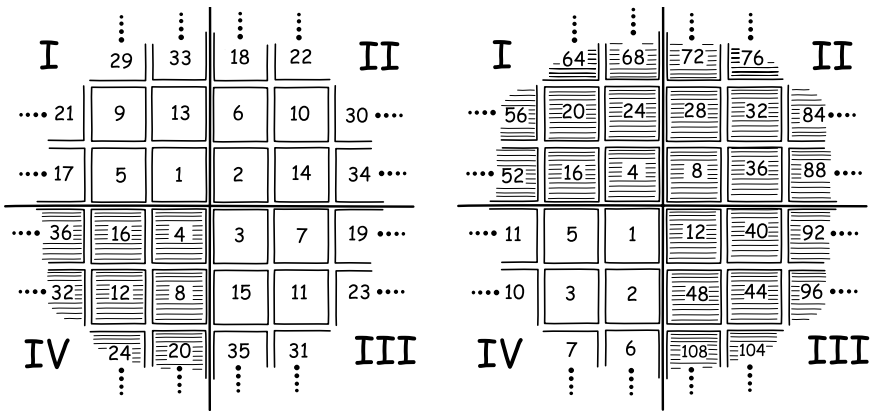 29 33 18 22
I II
21 9 13 6 10 30
17 5 1 2 14 34
36 16 4 3 7 19
32 12 8 15 11 23
IV III
24 20 35 31
64 68 72 76
I II
56 20 24 28 32 84
52 16 4 8 36 88
11 5 1 12 40 92
10 3 2 48 44 96
IV III
7 6 108 104